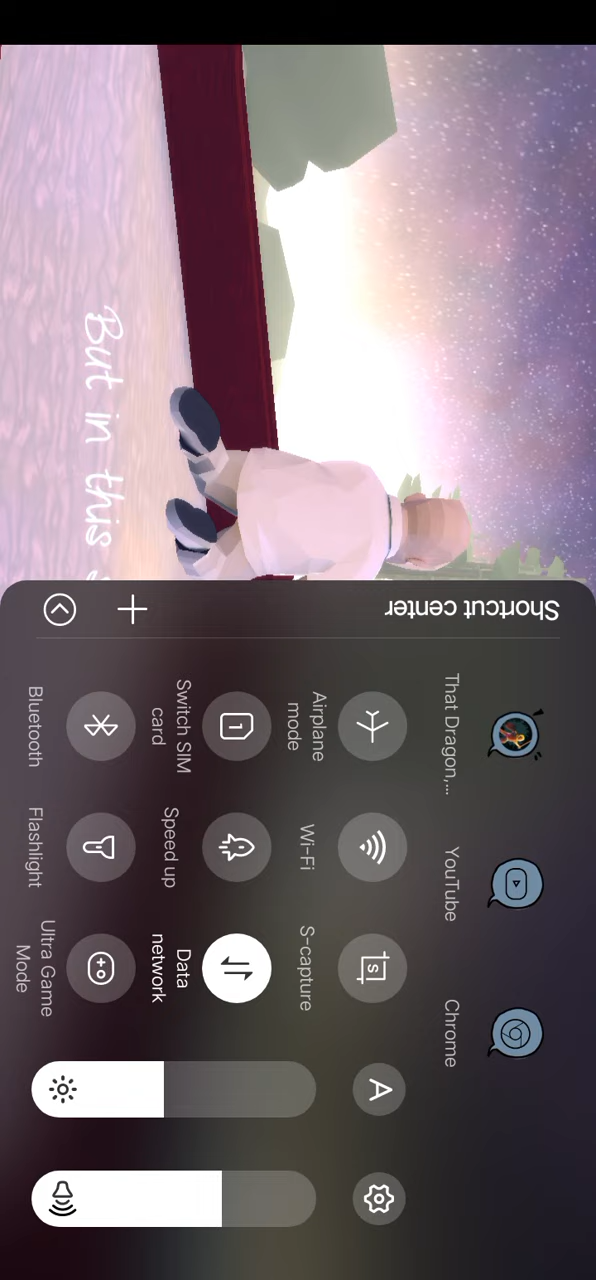 But in this
Shortcut center
That Dragon,...
YouTube
Chrome
S
A
Airplane
mode
Wi-Fi
S-capture
1
Switch SIM
card
Speed up
Data
network
Bluetooth
Flashlight
Ultra Game
Mode